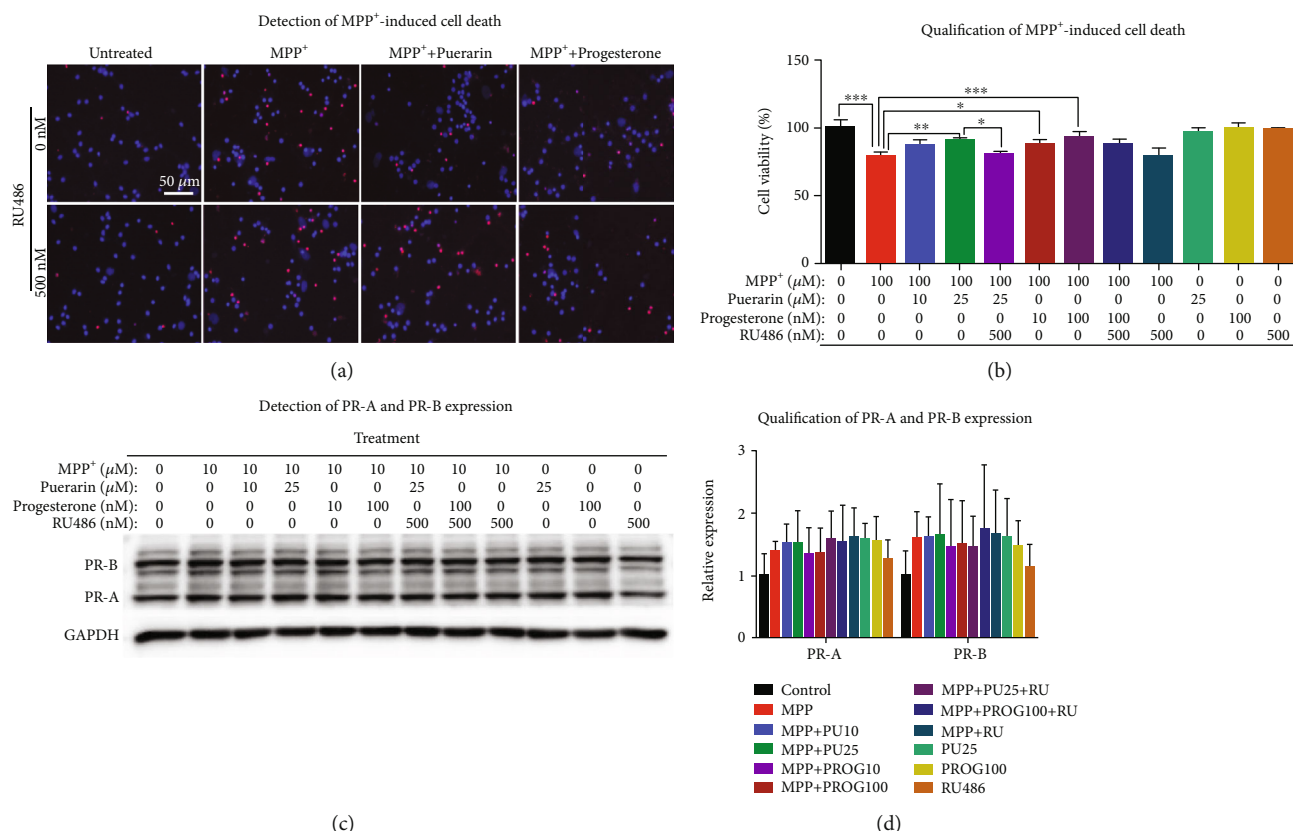 Detection of MPP⁺-induced cell death
Untreated MPP⁺ MPP⁺+Puerarin MPP⁺+Progesterone
RU486
0 nM
500 nM
50 μm
(a)
Qualification of MPP⁺-induced cell death
Cell viability (%)
150
100
50
0
*** *** * ** *
MPP⁺ (μM): 0 100 100 100 100 100 100 100 100 0 0 0
Puerarin (μM): 0 0 10 25 25 0 0 0 0 25 0 0
Progesterone (nM): 0 0 0 0 0 10 100 100 0 0 100 0
RU486 (nM): 0 0 0 0 500 0 0 500 500 0 0 500
(b)
Detection of PR-A and PR-B expression
Treatment
MPP⁺ (μM): 0 10 10 10 10 10 10 10 10 0 0 0
Puerarin (μM): 0 0 10 25 0 0 25 0 0 25 0 0
Progesterone (nM): 0 0 0 0 10 100 0 100 0 0 100 0
RU486 (nM): 0 0 0 0 0 0 500 500 500 0 0 500
PR-B
PR-A
GAPDH
(c)
Qualification of PR-A and PR-B expression
Relative expression
3
2
1
0
PR-A PR-B
Control
MPP
MPP+PU10
MPP+PU25
MPP+PROG10
MPP+PROG100
MPP+PU25+RU
MPP+PROG100+RU
MPP+RU
PU25
PROG100
RU486
(d)